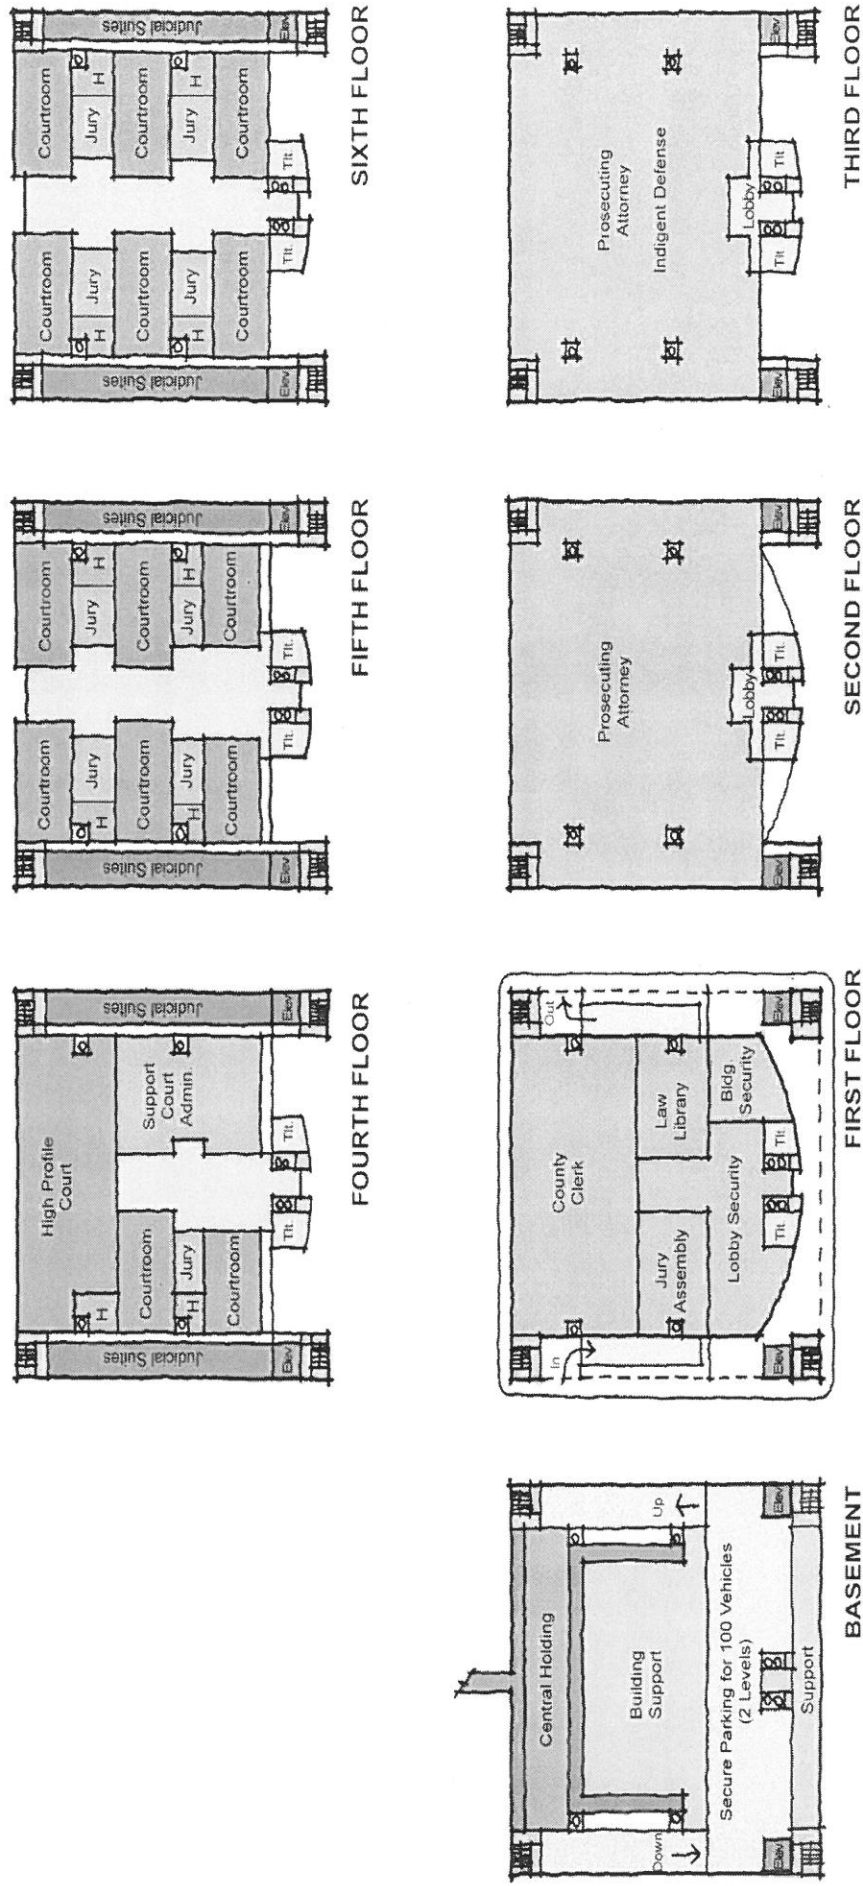 Judicial Suites
Elev
Courtroom
H
Jury
Courtroom
H
Jury
Courtroom
Tlt.
Tlt.
Courtroom
Jury
H
Courtroom
Jury
H
Courtroom
Judicial Suites
Elev
SIXTH FLOOR
Judicial Suites
Elev
Courtroom
H
Jury
Courtroom
H
Jury
Courtroom
Tlt.
Tlt.
Courtroom
Jury
H
Courtroom
Jury
H
Courtroom
Judicial Suites
Elev
FIFTH FLOOR
Judicial Suites
Elev
High Profile
Court
Support
Court
Admin.
Tlt.
Tlt.
H
Courtroom
Jury
H
Courtroom
Judicial Suites
Elev
FOURTH FLOOR
Elev
Prosecuting
Attorney
Indigent Defense
Lobby
Tlt.
Tlt.
Elev
THIRD FLOOR
Elev
Prosecuting
Attorney
Lobby
Tlt.
Tlt.
Elev
SECOND FLOOR
Out
Elev
County
Clerk
Law
Library
Bldg
Security
Tlt.
Jury
Assembly
Lobby Security
Tlt.
In
Elev
FIRST FLOOR
Up
Elev
Central Holding
Building
Support
Secure Parking for 100 Vehicles
(2 Levels)
Support
Down
Elev
BASEMENT